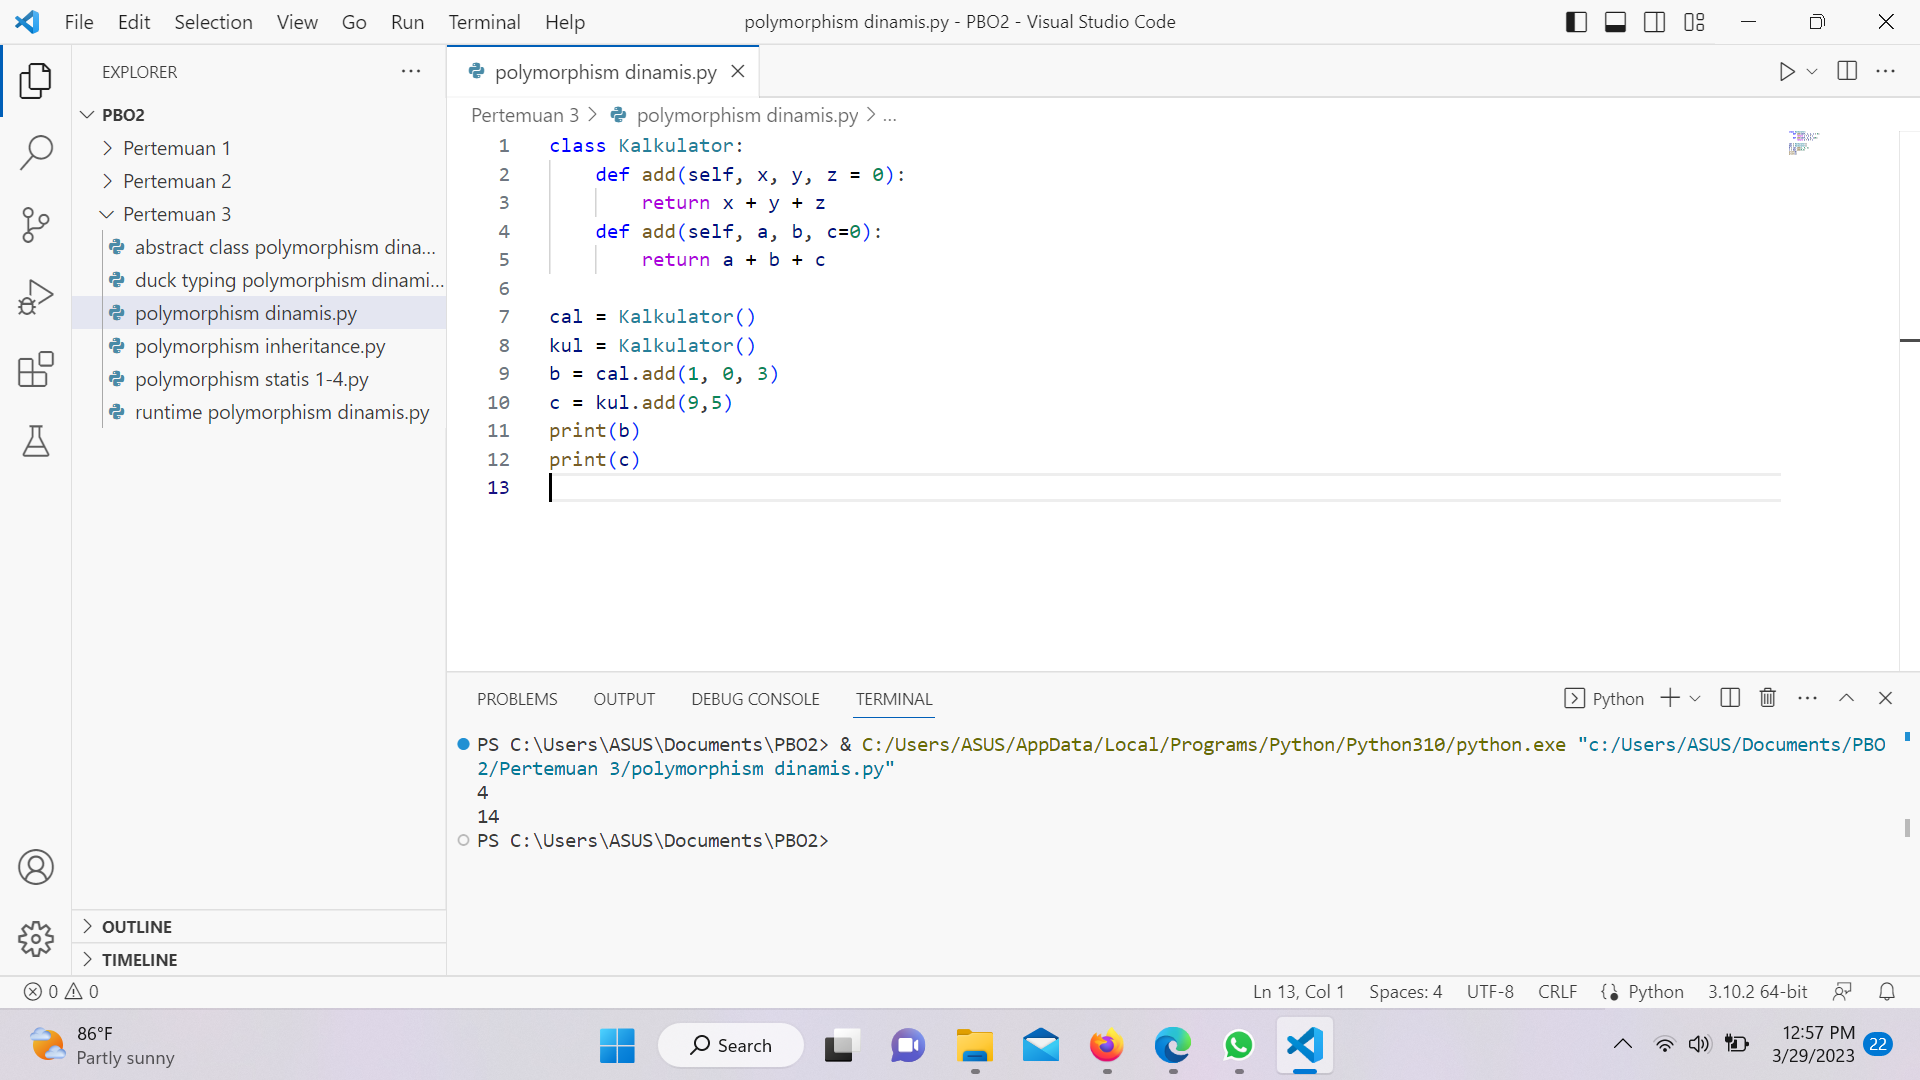 File Edit Selection View Go Run Terminal Help
polymorphism dinamis.py - PBO2 - Visual Studio Code
EXPLORER
PBO2
Pertemuan 1
Pertemuan 2
Pertemuan 3
abstract class polymorphism dina...
duck typing polymorphism dinami...
polymorphism dinamis.py
polymorphism inheritance.py
polymorphism statis 1-4.py
runtime polymorphism dinamis.py
OUTLINE
TIMELINE
polymorphism dinamis.py
Pertemuan 3 > polymorphism dinamis.py > ...
1 class Kalkulator:
2     def add(self, x, y, z = 0):
3         return x + y + z
4     def add(self, a, b, c=0):
5         return a + b + c
6
7 cal = Kalkulator()
8 kul = Kalkulator()
9 b = cal.add(1, 0, 3)
10 c = kul.add(9,5)
11 print(b)
12 print(c)
13
PROBLEMS OUTPUT DEBUG CONSOLE TERMINAL
Python
PS C:\Users\ASUS\Documents\PBO2> & C:/Users/ASUS/AppData/Local/Programs/Python/Python310/python.exe "c:/Users/ASUS/Documents/PBO
2/Pertemuan 3/polymorphism dinamis.py"
4
14
PS C:\Users\ASUS\Documents\PBO2>
0 0
Ln 13, Col 1 Spaces: 4 UTF-8 CRLF Python 3.10.2 64-bit
86°F
Partly sunny
Search
12:57 PM
3/29/2023
22